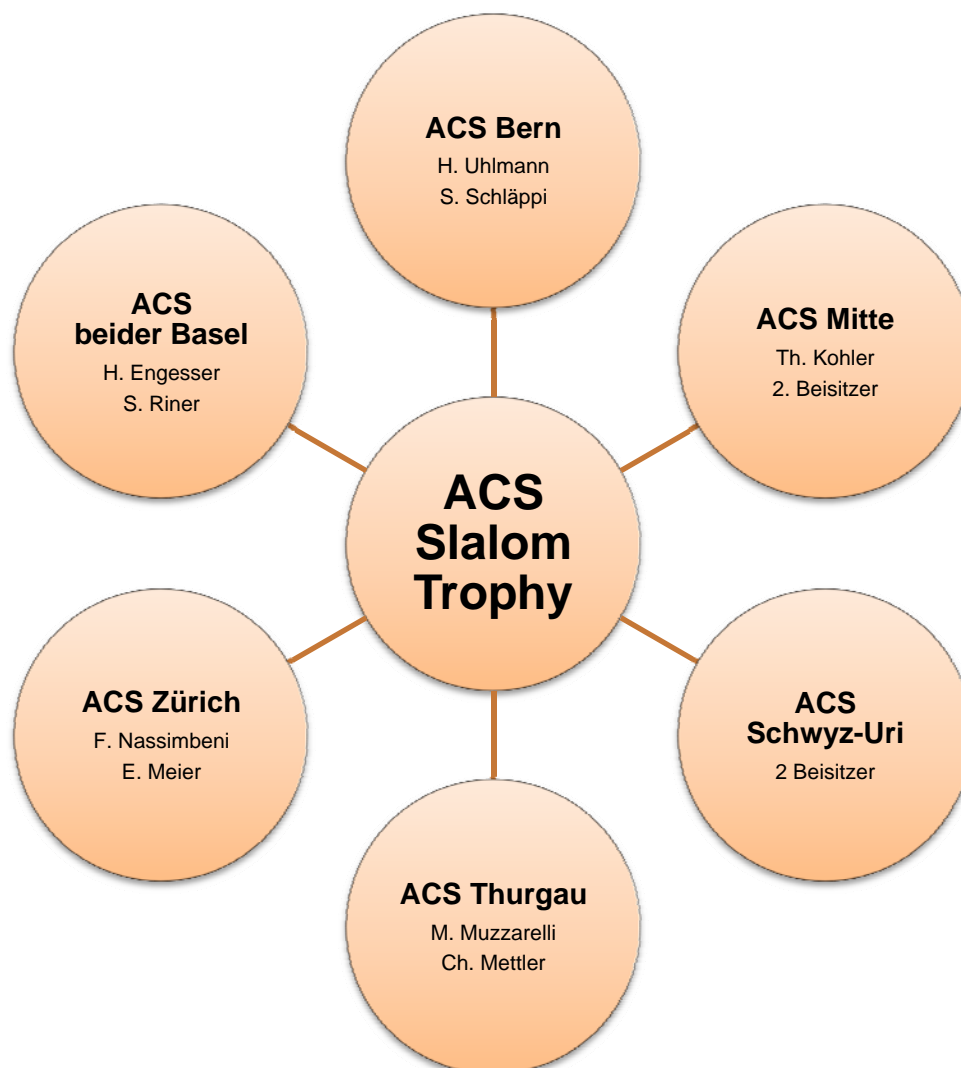 ACS Bern
H. Uhlmann
S. Schläppi
ACS
beider Basel
H. Engesser
S. Riner
ACS Mitte
Th. Kohler
2. Beisitzer
ACS
Slalom
Trophy
ACS Zürich
F. Nassimbeni
E. Meier
ACS
Schwyz-Uri
2 Beisitzer
ACS Thurgau
M. Muzzarelli
Ch. Mettler